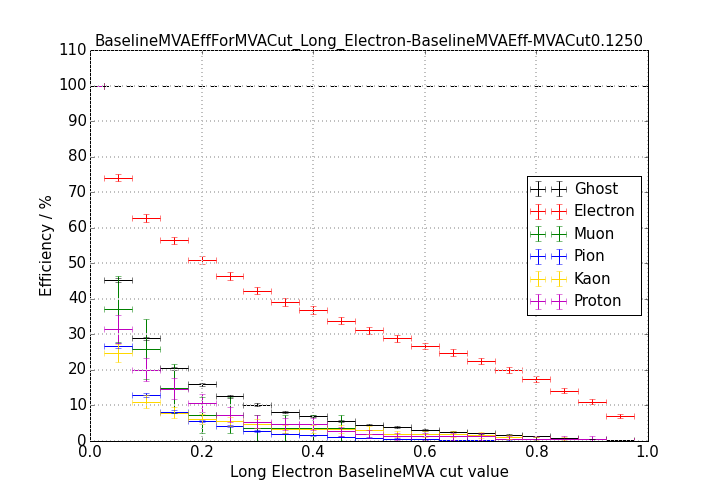 BaselineMVAEffForMVACut_Long_Electron-BaselineMVAEff-MVACut0.1250
110
100
90
80
70
60
50
40
30
20
10
0
Efficiency / %
Ghost
Electron
Muon
Pion
Kaon
Proton
0.0 0.2 0.4 0.6 0.8 1.0
Long Electron BaselineMVA cut value